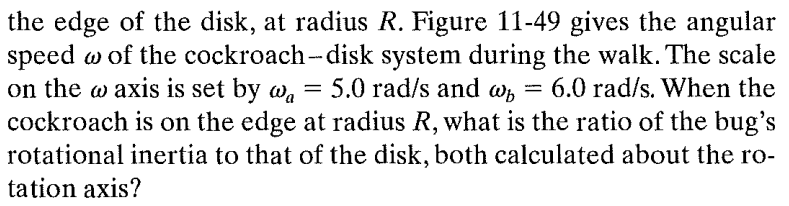 the edge of the disk, at radius R. Figure 11-49 gives the angular
speed ω of the cockroach–disk system during the walk. The scale
on the ω axis is set by ωₐ = 5.0 rad/s and ω_b = 6.0 rad/s. When the
cockroach is on the edge at radius R, what is the ratio of the bug's
rotational inertia to that of the disk, both calculated about the ro-
tation axis?